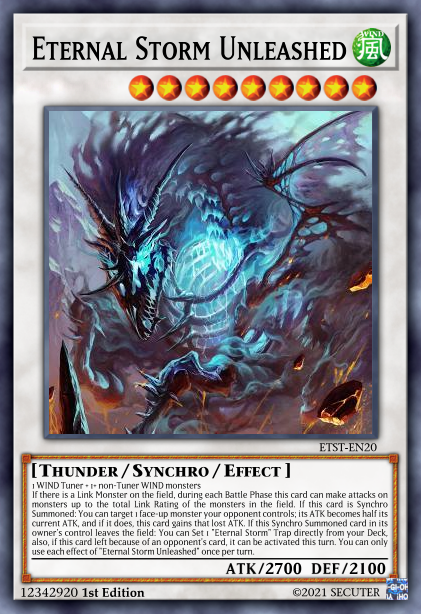 ETERNAL STORM UNLEASHED
WIND
風
ETST-EN20
[THUNDER / SYNCHRO / EFFECT ]
1 WIND Tuner + 1+ non-Tuner WIND monsters
If there is a Link Monster on the field, during each Battle Phase this card can make attacks on
monsters up to the total Link Rating of the monsters in the field. If this card is Synchro
Summoned: You can target 1 face-up monster your opponent controls; its ATK becomes half its
current ATK, and if it does, this card gains that lost ATK. If this Synchro Summoned card in its
owner's control leaves the field: You can Set 1 "Eternal Storm" Trap directly from your Deck,
also, if this card left because of an opponent's card, it can be activated this turn. You can only
use each effect of "Eternal Storm Unleashed" once per turn.
ATK/2700 DEF/2100
12342920 1st Edition
©2021 SECUTER